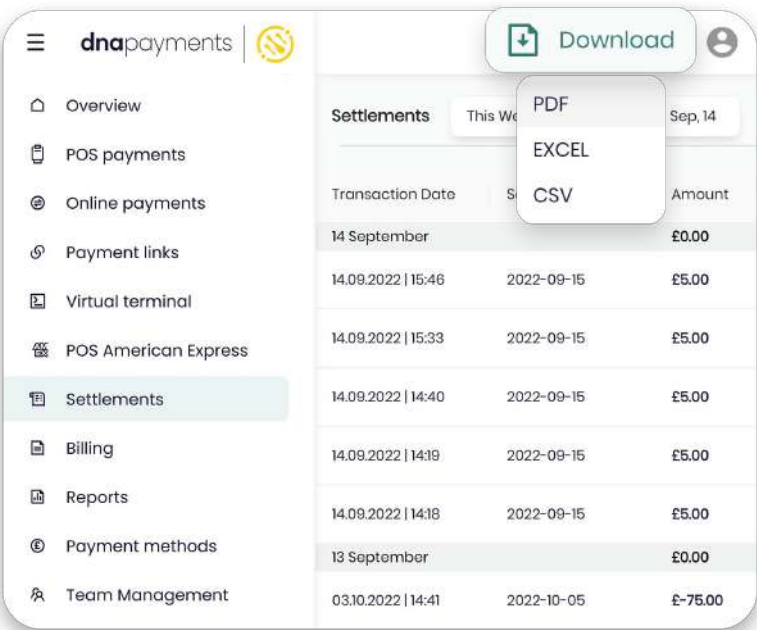 dnapayments
Download
Overview
POS payments
Online payments
Payment links
Virtual terminal
POS American Express
Settlements
Billing
Reports
Payment methods
Team Management
PDF
EXCEL
CSV
Settlements This Sep, 14
Transaction Date Amount
14 September £0.00
14.09.2022 | 15:46 2022-09-15 £5.00
14.09.2022 | 15:33 2022-09-15 £5.00
14.09.2022 | 14:40 2022-09-15 £5.00
14.09.2022 | 14:19 2022-09-15 £5.00
14.09.2022 | 14:18 2022-09-15 £5.00
13 September £0.00
03.10.2022 | 14:41 2022-10-05 £-75.00